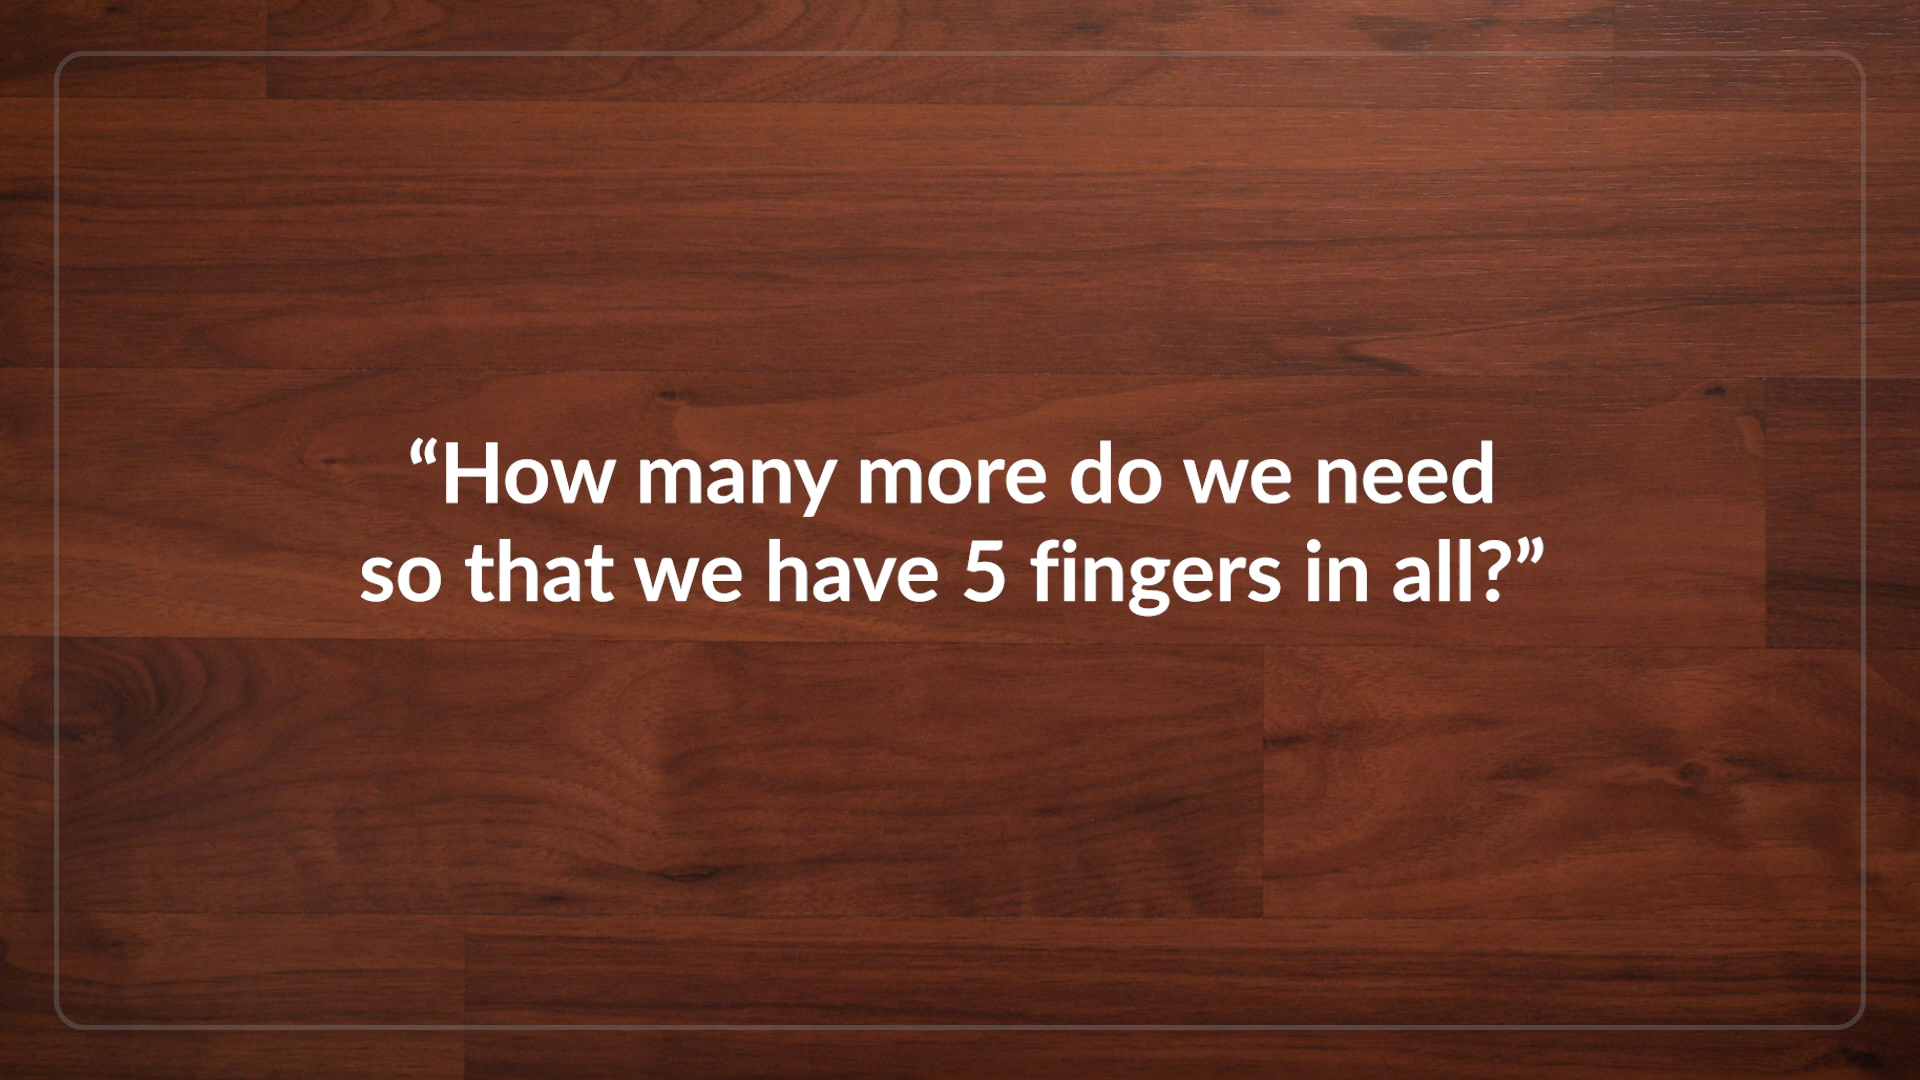 “How many more do we need
so that we have 5 fingers in all?”